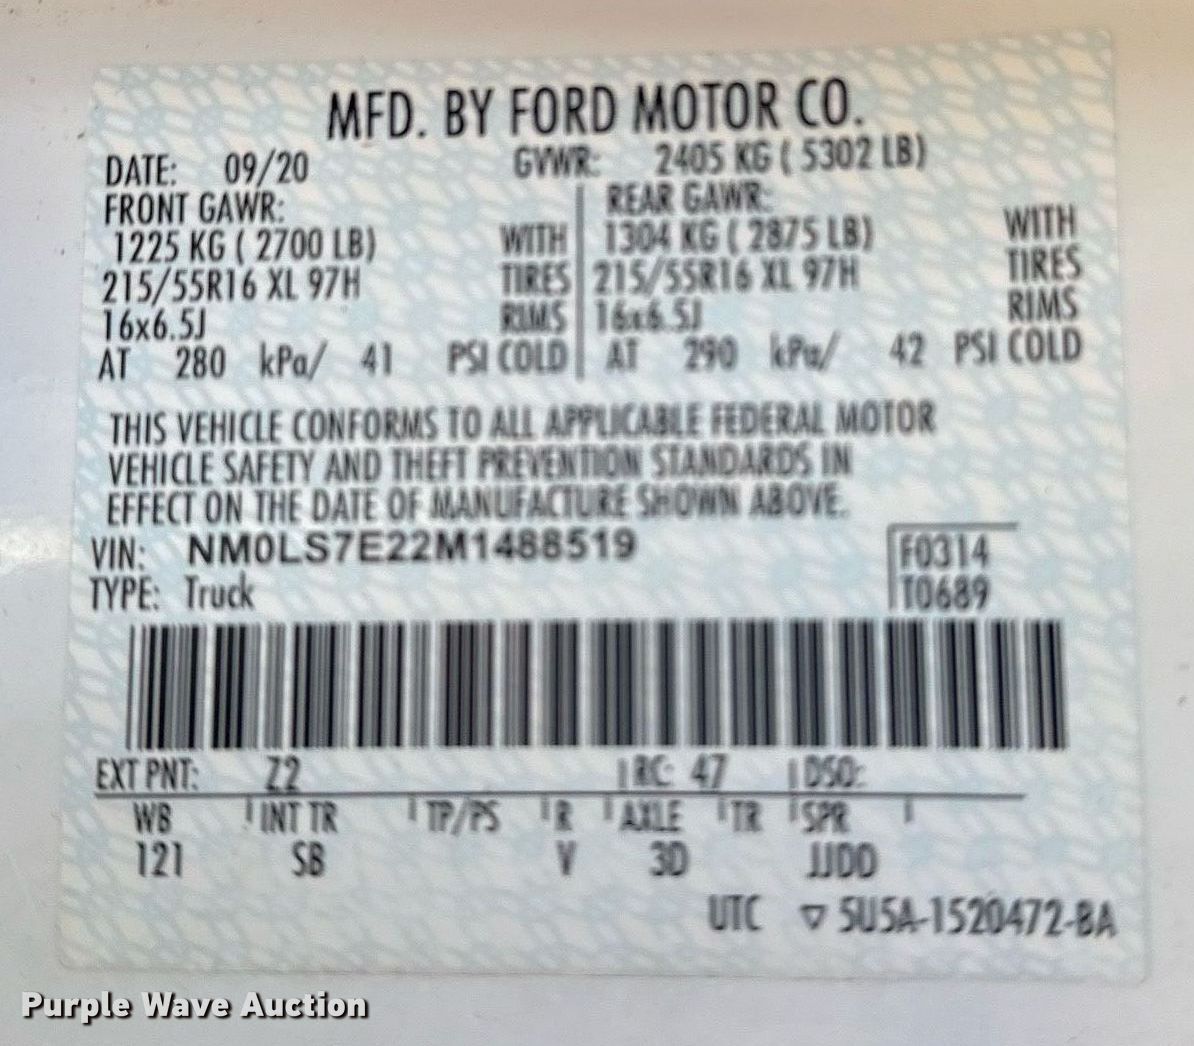 MFD. BY FORD MOTOR CO.
DATE: 09/20 GVWR: 2405 KG ( 5302 LB)
FRONT GAWR: REAR GAWR:
1225 KG ( 2700 LB) WITH 1304 KG ( 2875 LB) WITH
215/55R16 XL 97H TIRES 215/55R16 XL 97H TIRES
16x6.5J RIMS 16x6.5J RIMS
AT 280 kPa/ 41 PSI COLD AT 290 kPa/ 42 PSI COLD
THIS VEHICLE CONFORMS TO ALL APPLICABLE FEDERAL MOTOR
VEHICLE SAFETY AND THEFT PREVENTION STANDARDS IN
EFFECT ON THE DATE OF MANUFACTURE SHOWN ABOVE.
VIN: NM0LS7E22M1488519 F0314
TYPE: Truck T0689
EXT PNT: Z2 RC: 47 DSO:
WB INT TR TP/PS R AXLE TR SPR
121 SB V 3D JJDD
UTC ▽ 5U5A-1520472-BA
Purple Wave Auction